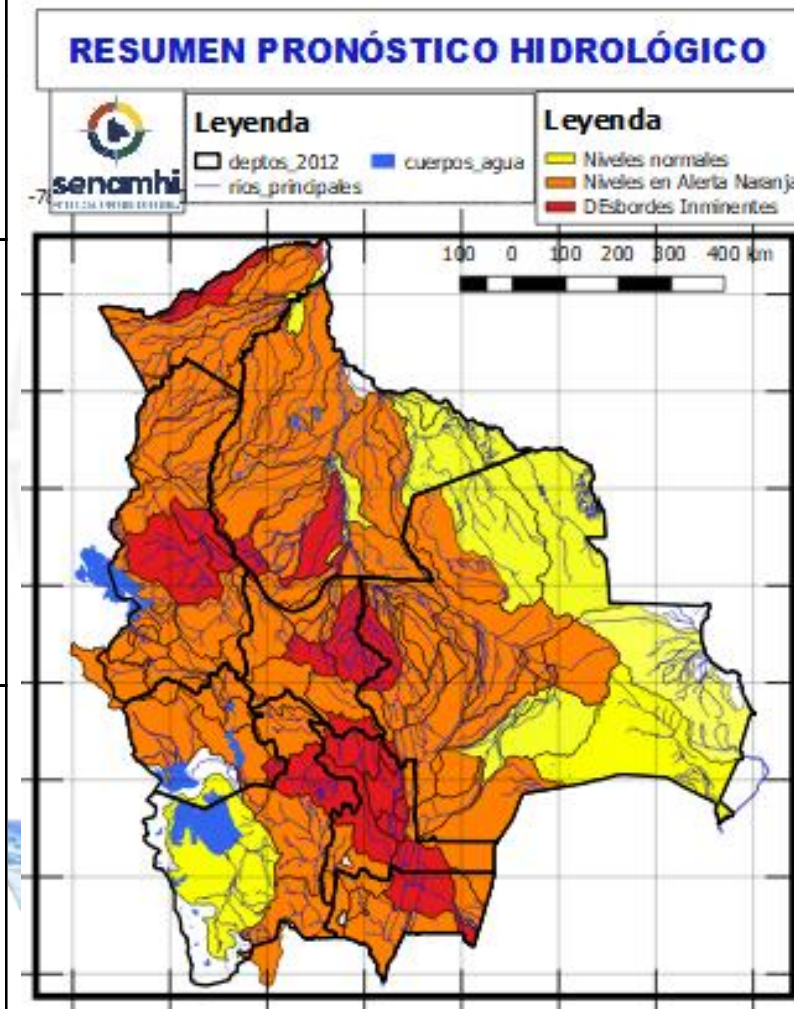 RESUMEN PRONÓSTICO HIDROLÓGICO
senamhi
Leyenda
deptos_2012
cuerpos_agua
rios_principales
Leyenda
Niveles normales
Niveles en Alerta Naranja
DEsbordes Inminentes
100 0 100 200 300 400 km